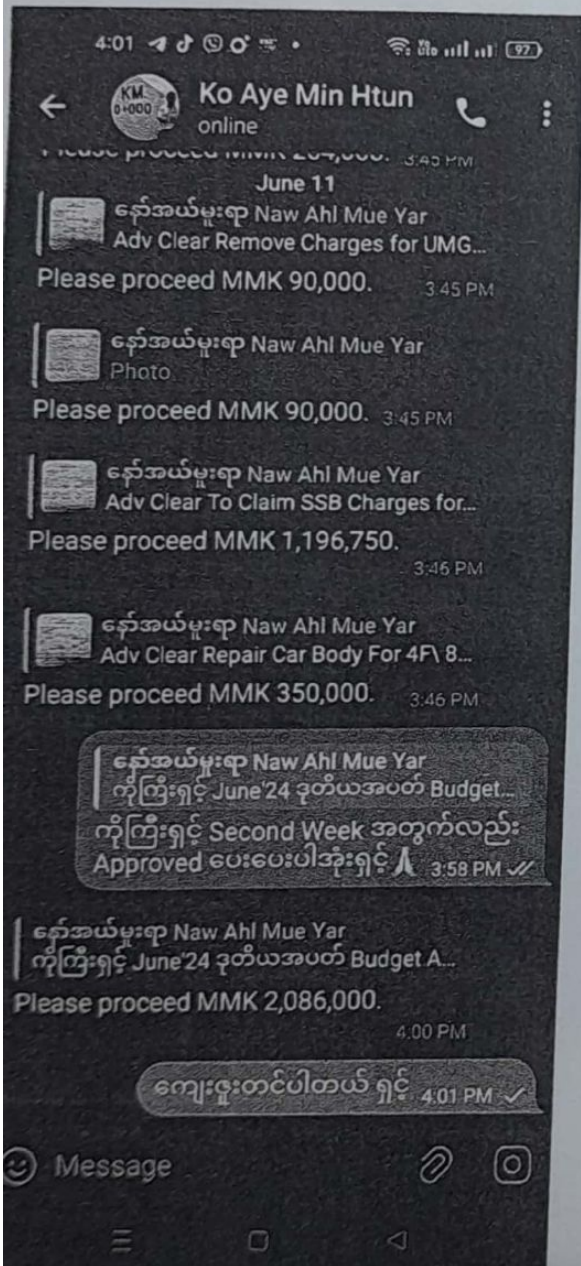 4:01
97
KM.
0+000
Ko Aye Min Htun
online
Please proceed MMK 204,000. 3:45 PM
June 11
နော်အယ်မူးရာ Naw Ahl Mue Yar
Adv Clear Remove Charges for UMG...
Please proceed MMK 90,000. 3:45 PM
နော်အယ်မူးရာ Naw Ahl Mue Yar
Photo
Please proceed MMK 90,000. 3:45 PM
နော်အယ်မူးရာ Naw Ahl Mue Yar
Adv Clear To Claim SSB Charges for...
Please proceed MMK 1,196,750.
3:46 PM
နော်အယ်မူးရာ Naw Ahl Mue Yar
Adv Clear Repair Car Body For 4F\ 8...
Please proceed MMK 350,000. 3:46 PM
နော်အယ်မူးရာ Naw Ahl Mue Yar
ကိုကြီးရှင့် June'24 ဒုတိယအပတ် Budget...
ကိုကြီးရှင့် Second Week အတွက်လည်း
Approved ပေးပေးပါအုံးရှင့် 3:58 PM
နော်အယ်မူးရာ Naw Ahl Mue Yar
ကိုကြီးရှင့် June'24 ဒုတိယအပတ် Budget A...
Please proceed MMK 2,086,000.
4:00 PM
ကျေးဇူးတင်ပါတယ် ရှင့် 4:01 PM
Message